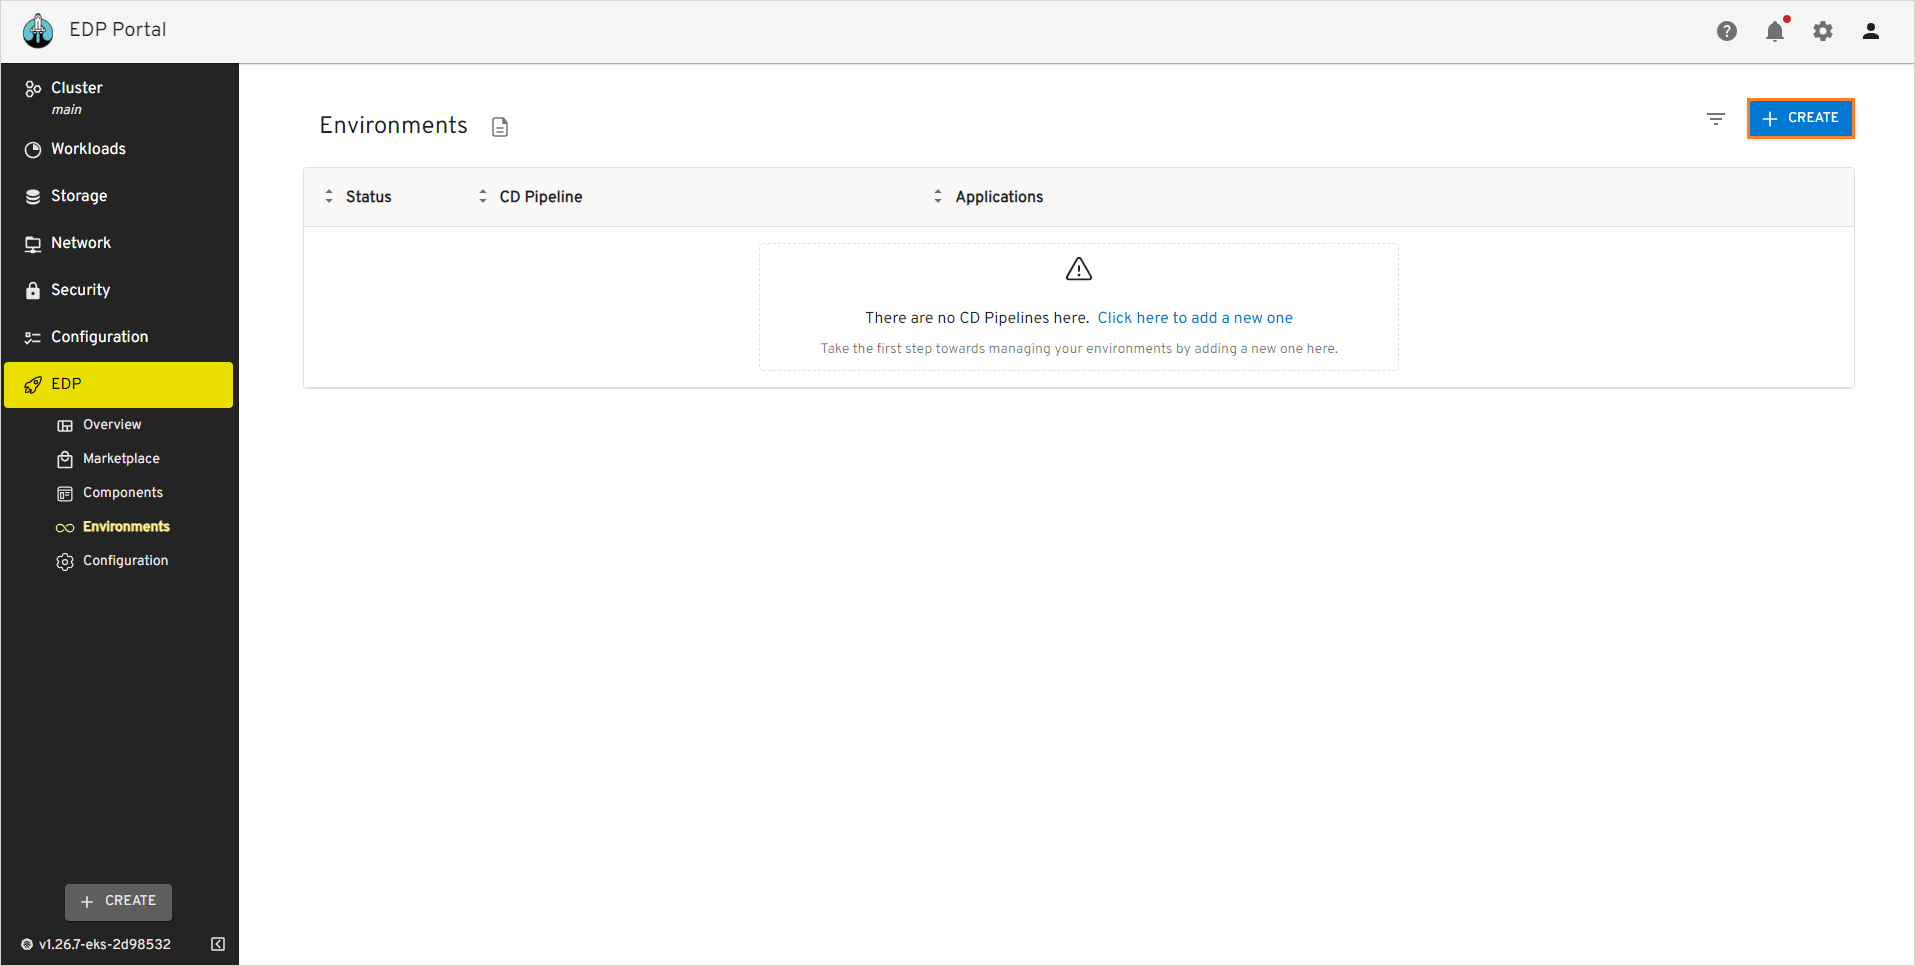 EDP Portal
Cluster
main
Workloads
Storage
Network
Security
Configuration
EDP
Overview
Marketplace
Components
Environments
Configuration
+ CREATE
v1.26.7-eks-2d98532
Environments
+ CREATE
Status CD Pipeline Applications
There are no CD Pipelines here. Click here to add a new one
Take the first step towards managing your environments by adding a new one here.